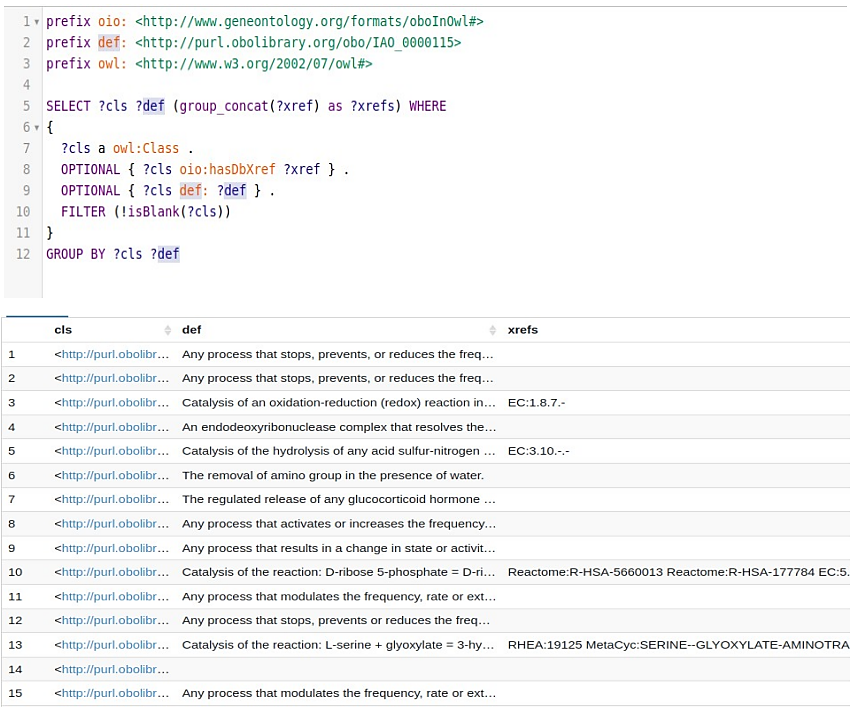 1 prefix oio: <http://www.geneontology.org/formats/oboInOwl#>
2 prefix def: <http://purl.obolibrary.org/obo/IAO_0000115>
3 prefix owl: <http://www.w3.org/2002/07/owl#>
4
5 SELECT ?cls ?def (group_concat(?xref) as ?xrefs) WHERE
6 {
7 ?cls a owl:Class .
8 OPTIONAL { ?cls oio:hasDbXref ?xref } .
9 OPTIONAL { ?cls def: ?def } .
10 FILTER (!isBlank(?cls))
11 }
12 GROUP BY ?cls ?def
cls def xrefs
1 <http://purl.obolibr... Any process that stops, prevents, or reduces the freq...
2 <http://purl.obolibr... Any process that stops, prevents, or reduces the freq...
3 <http://purl.obolibr... Catalysis of an oxidation-reduction (redox) reaction in... EC:1.8.7.-
4 <http://purl.obolibr... An endodeoxyribonuclease complex that resolves the...
5 <http://purl.obolibr... Catalysis of the hydrolysis of any acid sulfur-nitrogen ... EC:3.10.-.-
6 <http://purl.obolibr... The removal of amino group in the presence of water.
7 <http://purl.obolibr... The regulated release of any glucocorticoid hormone ...
8 <http://purl.obolibr... Any process that activates or increases the frequency...
9 <http://purl.obolibr... Any process that results in a change in state or activit...
10 <http://purl.obolibr... Catalysis of the reaction: D-ribose 5-phosphate = D-ri... Reactome:R-HSA-5660013 Reactome:R-HSA-177784 EC:5.
11 <http://purl.obolibr... Any process that modulates the frequency, rate or ext...
12 <http://purl.obolibr... Any process that stops, prevents or reduces the freq...
13 <http://purl.obolibr... Catalysis of the reaction: L-serine + glyoxylate = 3-hy... RHEA:19125 MetaCyc:SERINE--GLYOXYLATE-AMINOTRA
14 <http://purl.obolibr...
15 <http://purl.obolibr... Any process that modulates the frequency, rate or ext...